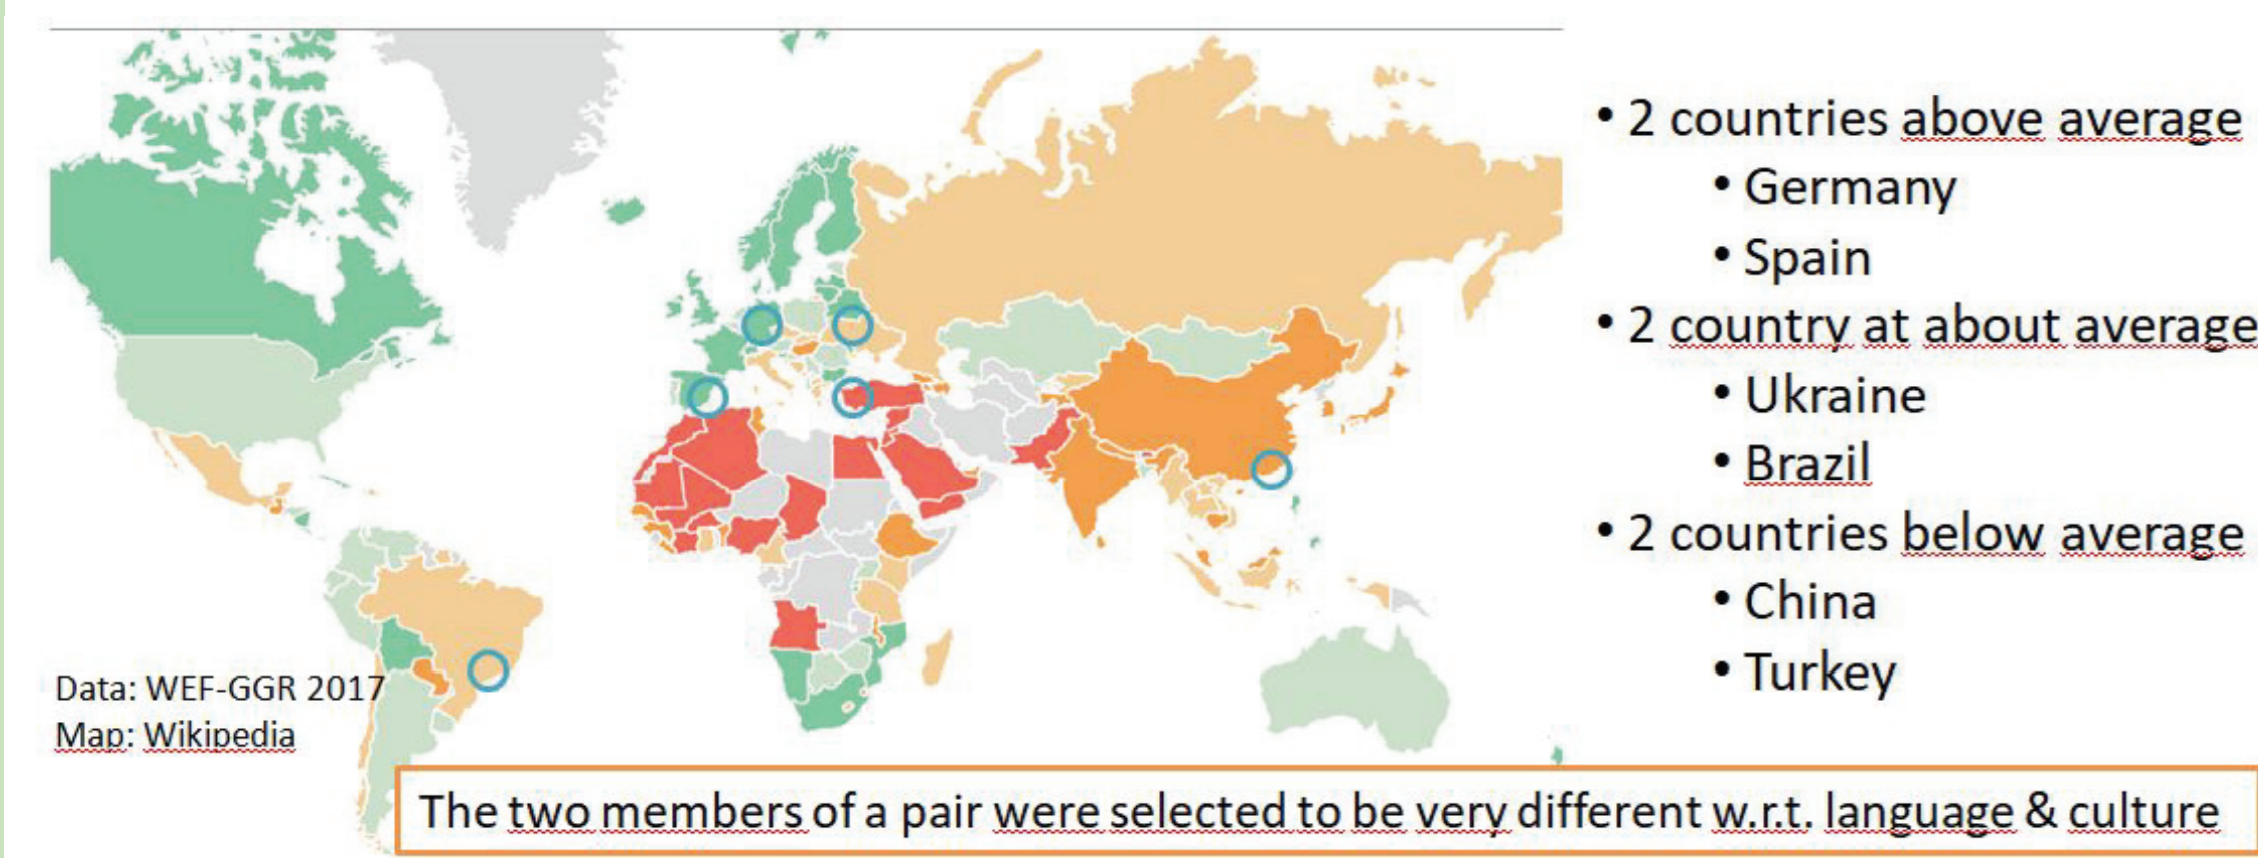 • 2 countries above average
• Germany
• Spain
• 2 country at about average
• Ukraine
• Brazil
• 2 countries below average
• China
• Turkey
Data: WEF-GGR 2017
Map: Wikipedia
The two members of a pair were selected to be very different w.r.t. language & culture